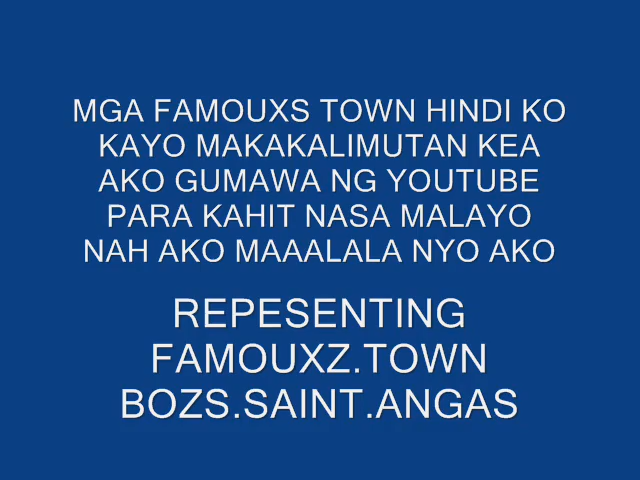 MGA FAMOUXS TOWN HINDI KO
KAYO MAKAKALIMUTAN KEA
AKO GUMAWA NG YOUTUBE
PARA KAHIT NASA MALAYO
NAH AKO MAAALALA NYO AKO
REPESENTING
FAMOUXZ.TOWN
BOZS.SAINT.ANGAS